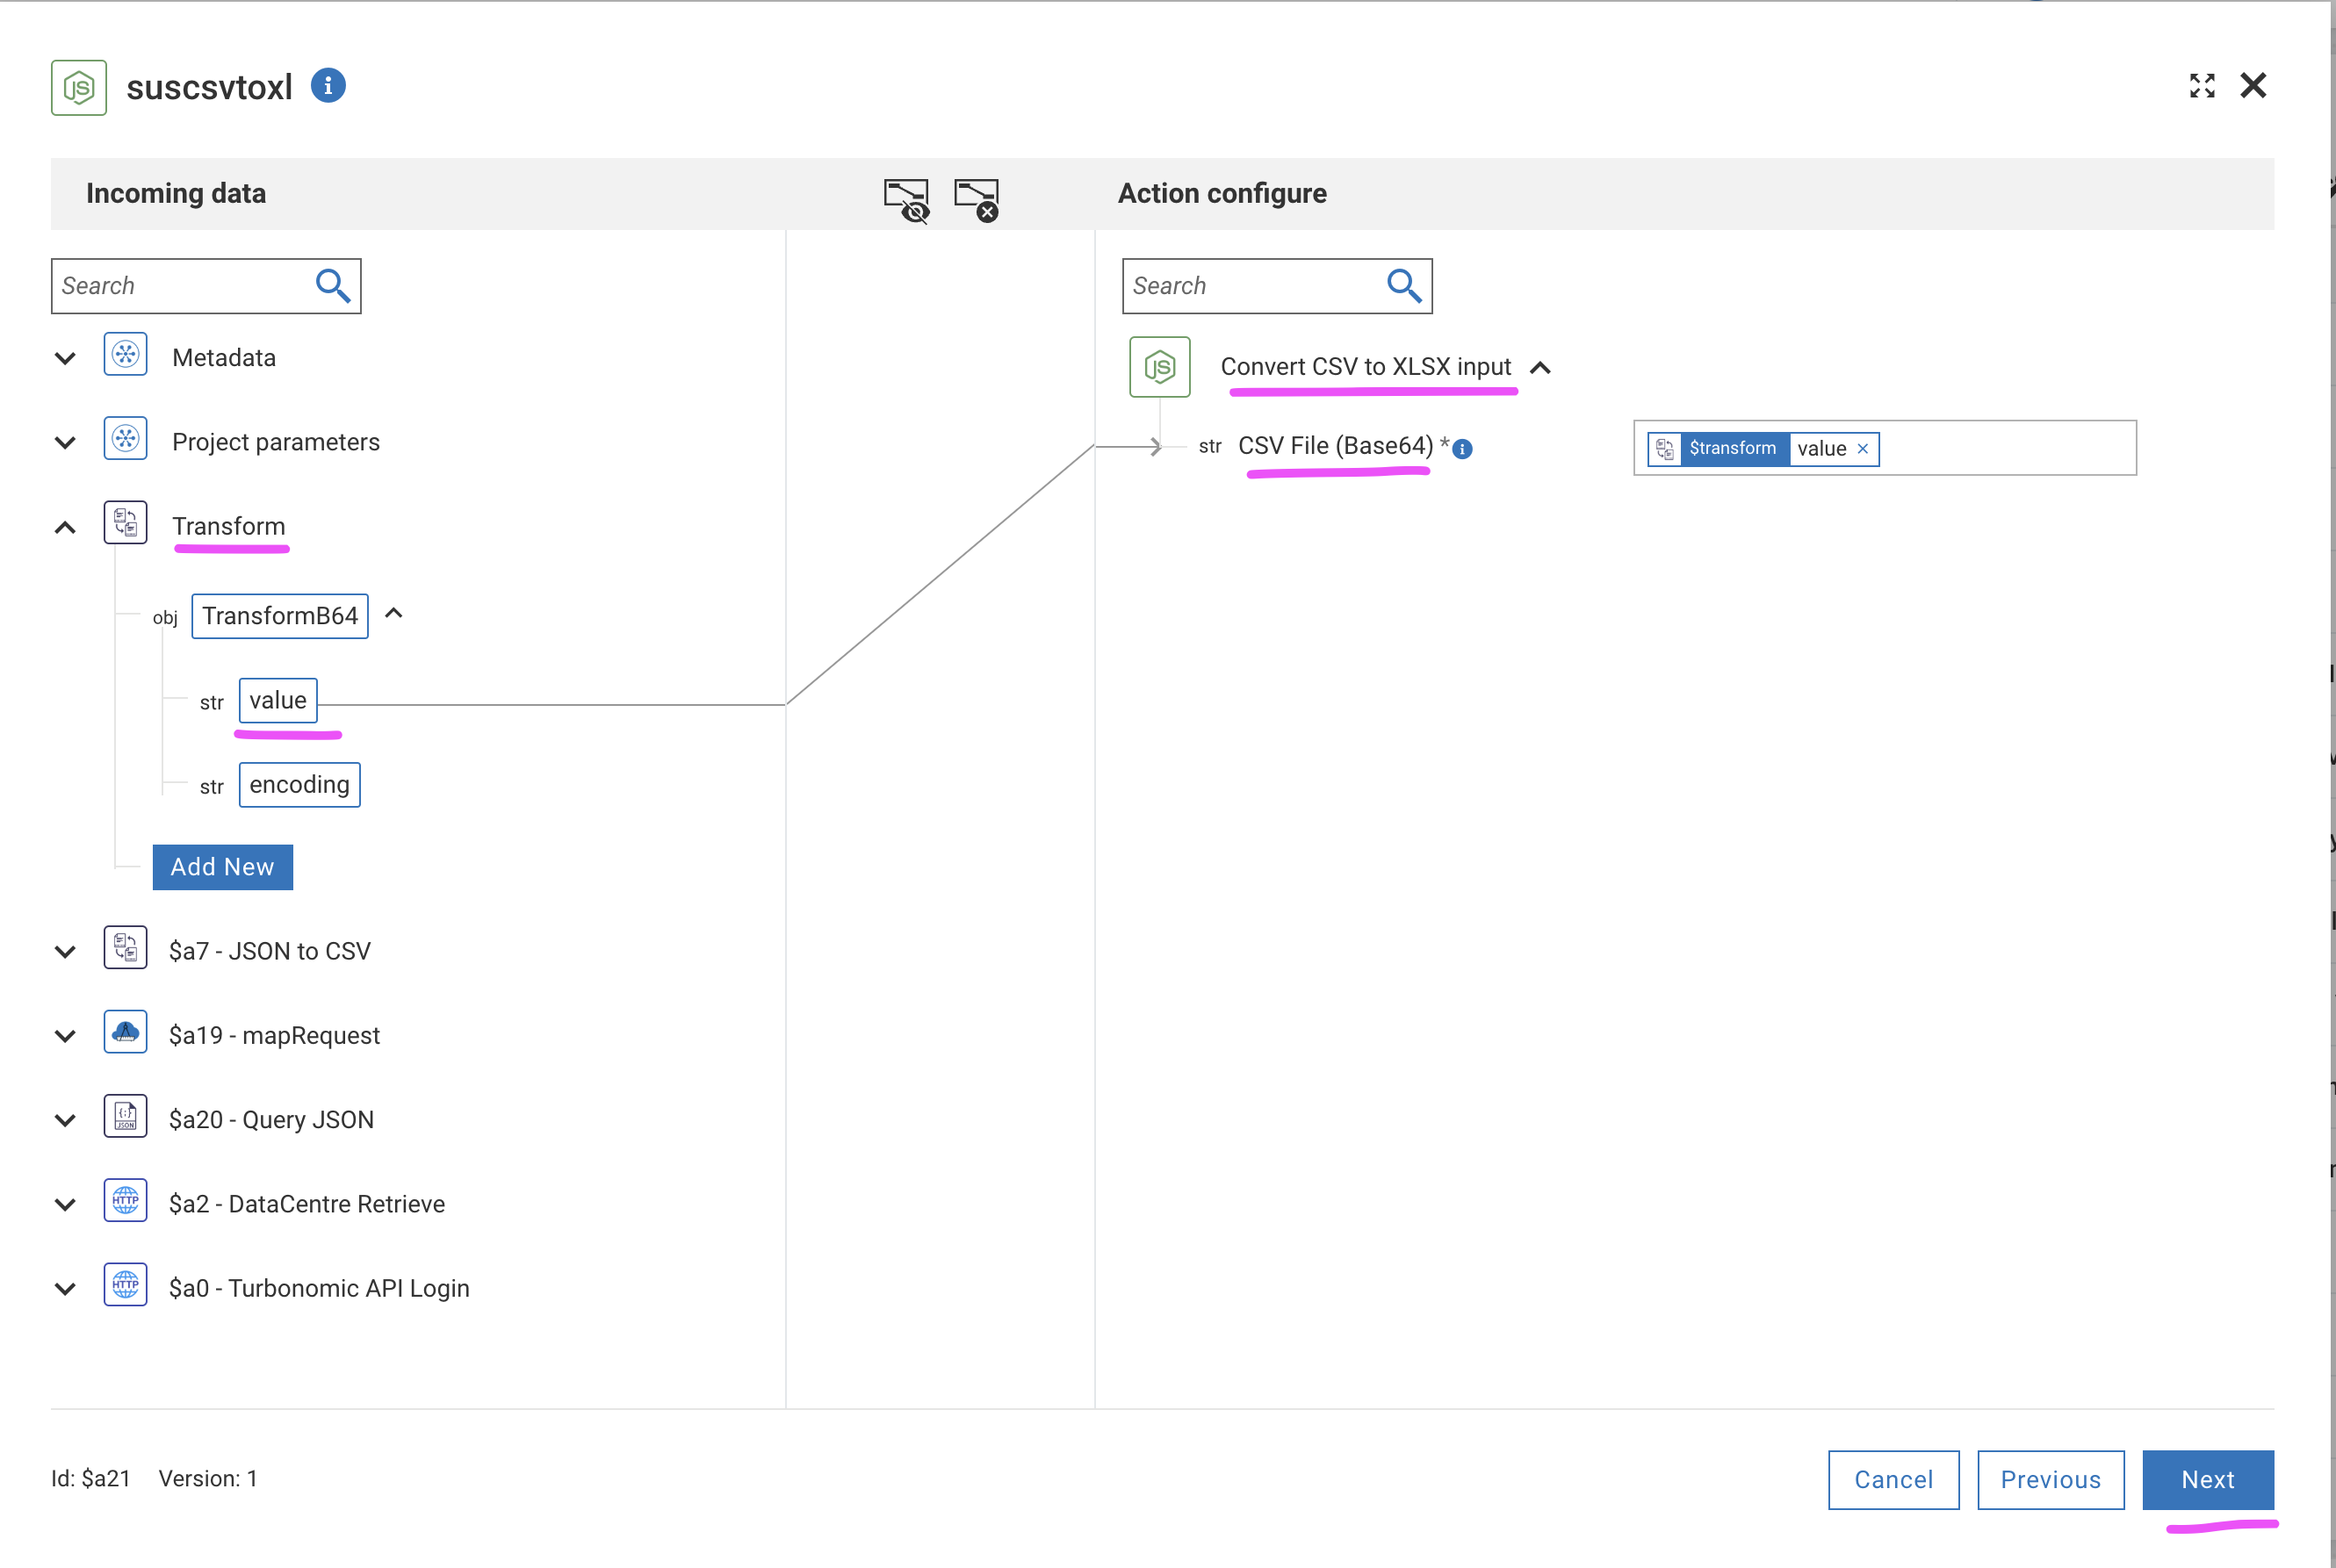 suscsvtoxl
Incoming data
Action configure
Search
Metadata
Project parameters
Transform
obj TransformB64
str value
str encoding
Add New
$a7 - JSON to CSV
$a19 - mapRequest
$a20 - Query JSON
$a2 - DataCentre Retrieve
$a0 - Turbonomic API Login
Search
Convert CSV to XLSX input
str CSV File (Base64) *
$transform value ×
Id: $a21 Version: 1
Cancel Previous Next